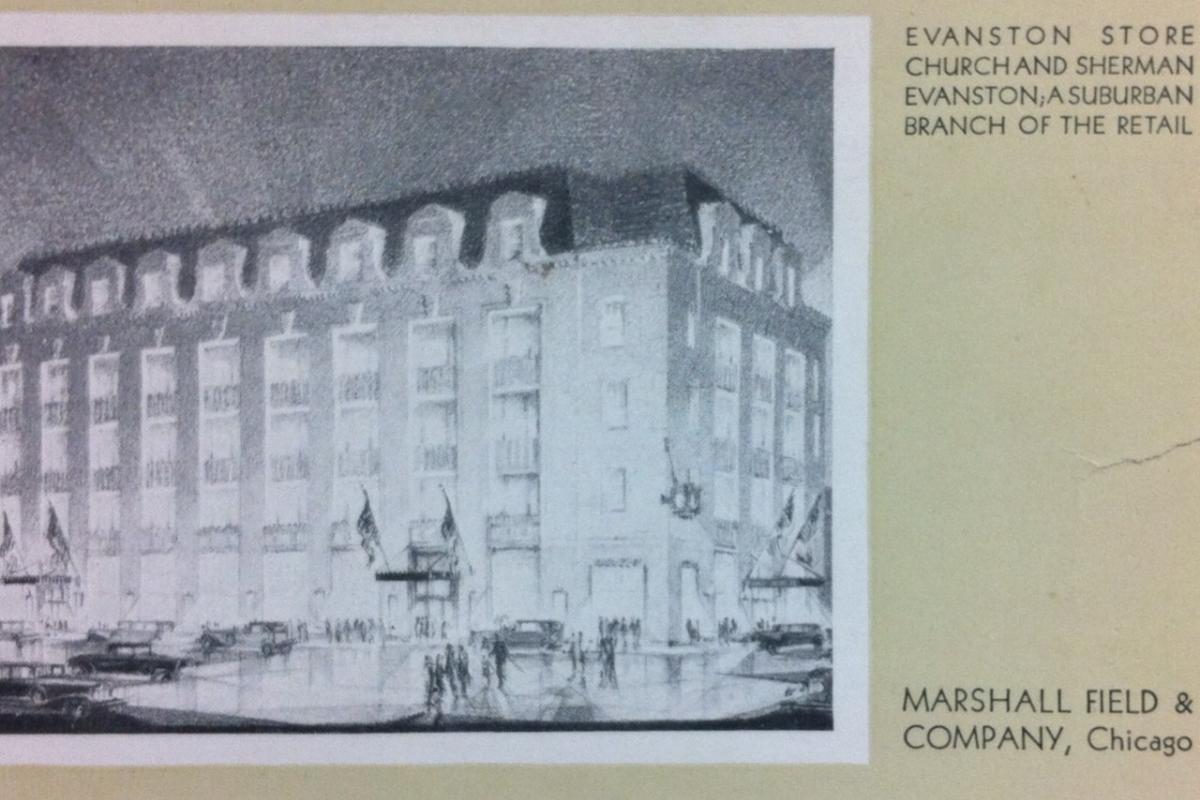 EVANSTON STORE
CHURCH AND SHERMAN
EVANSTON; A SUBURBAN
BRANCH OF THE RETAIL
MARSHALL FIELD &
COMPANY, Chicago